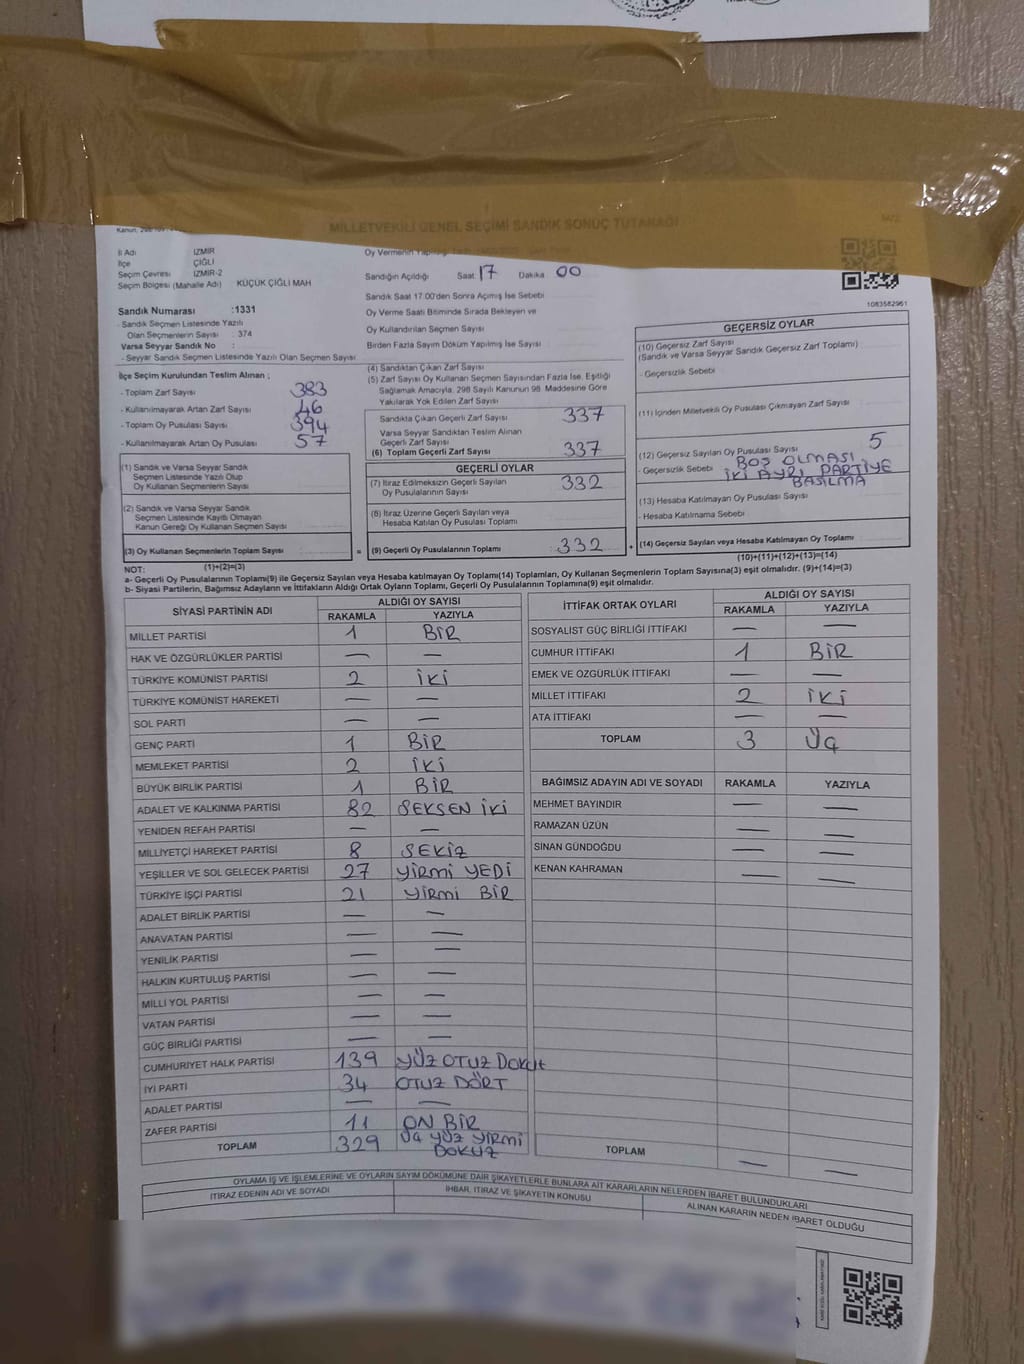 MİLLETVEKİLİ GENEL SEÇİMİ SANDIK SONUÇ TUTANAĞI
İl Adı İZMİR
İlçe ÇİĞLİ
Seçim Çevresi İZMİR-2
Seçim Bölgesi (Mahalle Adı) KÜÇÜK ÇİĞLİ MAH
Sandık Numarası :1331
- Sandık Seçmen Listesinde Yazılı
Olan Seçmenlerin Sayısı : 374
Varsa Seyyar Sandık No :
- Seyyar Sandık Seçmen Listesinde Yazılı Olan Seçmen Sayısı
Oy Vermenin
Sandığın Açıldığı Saat 17 Dakika 00
Sandık Saat 17.00'den Sonra Açımış İse Sebebi
Oy Verme Saati Bitiminde Sırada Bekleyen ve
Oy Kullandırılan Seçmen Sayısı
Birden Fazla Sayım Döküm Yapılmış İse Sayısı
1083582961
İlçe Seçim Kurulundan Teslim Alınan ;
- Toplam Zarf Sayısı 383
- Kullanılmayarak Artan Zarf Sayısı 46
- Toplam Oy Pusulası Sayısı 394
- Kullanılmayarak Artan Oy Pusulası 57
(1) Sandık ve Varsa Seyyar Sandık
Seçmen Listesinde Yazılı Olup
Oy Kullanan Seçmenlerin Sayısı
(2) Sandık ve Varsa Seyyar Sandık
Seçmen Listesinde Kayıtlı Olmayan
Kanun Gereği Oy Kullanan Seçmen Sayısı
(3) Oy Kullanan Seçmenlerin Toplam Sayısı
(4) Sandıktan Çıkan Zarf Sayısı
(5) Zarf Sayısı Oy Kullanan Seçmen Sayısından Fazla İse, Eşitliği
Sağlamak Amacıyla, 298 Sayılı Kanunun 98. Maddesine Göre
Yakılarak Yok Edilen Zarf Sayısı
Sandıkta Çıkan Geçerli Zarf Sayısı 337
Varsa Seyyar Sandıktan Teslim Alınan
Geçerli Zarf Sayısı
(6) Toplam Geçerli Zarf Sayısı 337
GEÇERLİ OYLAR
(7) İtiraz Edilmeksizin Geçerli Sayılan
Oy Pusulalarının Sayısı 332
(8) İtiraz Üzerine Geçerli Sayılan veya
Hesaba Katılan Oy Pusulası Toplamı
= (9) Geçerli Oy Pusulalarının Toplamı 332
GEÇERSİZ OYLAR
(10) Geçersiz Zarf Sayısı
(Sandık ve Varsa Seyyar Sandık Geçersiz Zarf Toplamı)
- Geçersizlik Sebebi
(11) İçinden Milletvekili Oy Pusulası Çıkmayan Zarf Sayısı
(12) Geçersiz Sayılan Oy Pusulası Sayısı 5
- Geçersizlik Sebebi BOŞ OLMASI
İKİ AYRI PARTİYE
BASILMA
(13) Hesaba Katılmayan Oy Pusulası Sayısı
- Hesaba Katılmama Sebebi
+ (14) Geçersiz Sayılan veya Hesaba Katılmayan Oy Toplamı
(10)+(11)+(12)+(13)=(14)
NOT: (1)+(2)=(3)
a- Geçerli Oy Pusulalarının Toplamı(9) ile Geçersiz Sayılan veya Hesaba katılmayan Oy Toplamı(14) Toplamları, Oy Kullanan Seçmenlerin Toplam Sayısına(3) eşit olmalıdır. (9)+(14)=(3)
b- Siyasi Partilerin, Bağımsız Adayların ve İttifakların Aldığı Ortak Oyların Toplamı, Geçerli Oy Pusulalarının Toplamına(9) eşit olmalıdır.
SİYASİ PARTİNİN ADI ALDIĞI OY SAYISI
RAKAMLA YAZIYLA
MİLLET PARTİSİ 1 BİR
HAK VE ÖZGÜRLÜKLER PARTİSİ — —
TÜRKİYE KOMÜNİST PARTİSİ 2 İKİ
TÜRKİYE KOMÜNİST HAREKETİ — —
SOL PARTİ — —
GENÇ PARTİ 1 BİR
MEMLEKET PARTİSİ 2 İKİ
BÜYÜK BİRLİK PARTİSİ 1 BİR
ADALET VE KALKINMA PARTİSİ 82 SEKSEN İKİ
YENİDEN REFAH PARTİSİ — —
MİLLİYETÇİ HAREKET PARTİSİ 8 SEKİZ
YEŞİLLER VE SOL GELECEK PARTİSİ 27 YİRMİ YEDİ
TÜRKİYE İŞÇİ PARTİSİ 21 YİRMİ BİR
ADALET BİRLİK PARTİSİ — —
ANAVATAN PARTİSİ — —
YENİLİK PARTİSİ — —
HALKIN KURTULUŞ PARTİSİ — —
MİLLİ YOL PARTİSİ — —
VATAN PARTİSİ — —
GÜÇ BİRLİĞİ PARTİSİ — —
CUMHURİYET HALK PARTİSİ 139 YÜZ OTUZ DOKUZ
İYİ PARTİ 34 OTUZ DÖRT
ADALET PARTİSİ — —
ZAFER PARTİSİ 11 ON BİR
TOPLAM 329 ÜÇ YÜZ YİRMİ
DOKUZ
İTTİFAK ORTAK OYLARI ALDIĞI OY SAYISI
RAKAMLA YAZIYLA
SOSYALİST GÜÇ BİRLİĞİ İTTİFAKI — —
CUMHUR İTTİFAKI 1 BİR
EMEK VE ÖZGÜRLÜK İTTİFAKI — —
MİLLET İTTİFAKI 2 İKİ
ATA İTTİFAKI — —
TOPLAM 3 ÜÇ
BAĞIMSIZ ADAYIN ADI VE SOYADI RAKAMLA YAZIYLA
MEHMET BAYINDIR — —
RAMAZAN ÜZÜN — —
SİNAN GÜNDOĞDU — —
KENAN KAHRAMAN — —
TOPLAM — —
OYLAMA İŞ VE İŞLEMLERİNE VE OYLARIN SAYIM DÖKÜMÜNE DAİR ŞİKAYETLERLE BUNLARA AİT KARARLARIN NELERDEN İBARET BULUNDUKLARI
İTİRAZ EDENİN ADI VE SOYADI İHBAR, İTİRAZ VE ŞİKAYETİN KONUSU ALINAN KARARIN NEDEN İBARET OLDUĞU